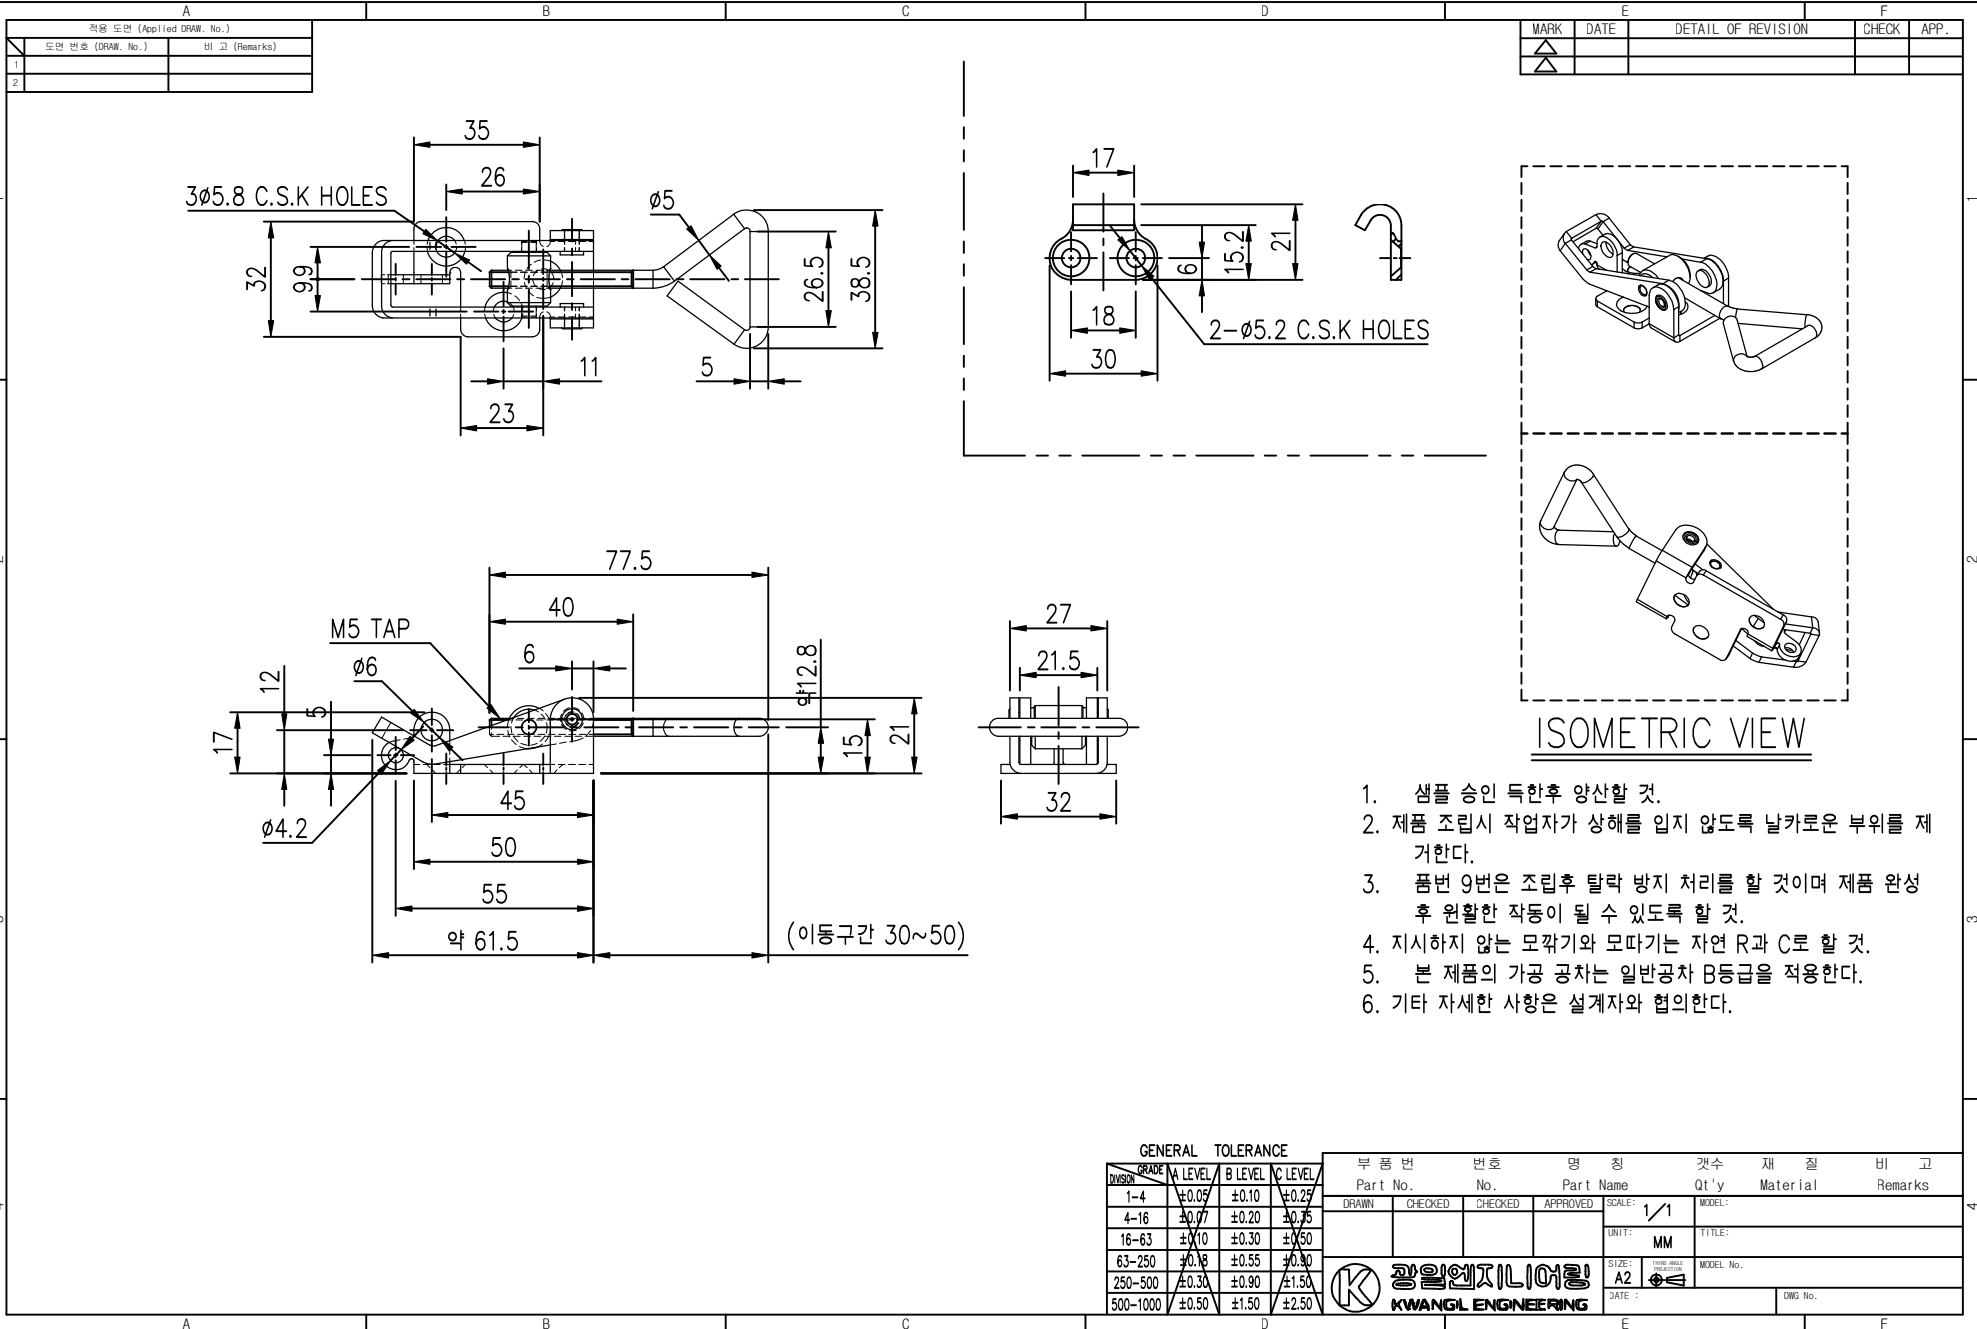 A B C D E F
적용 도면 (Applied DRAW. No.)
도면 번호 (DRAW. No.) 비 고 (Remarks)
1
2
MARK DATE DETAIL OF REVISION CHECK APP.
35
26
3ø5.8 C.S.K HOLES
ø5
32
9 9
26.5
38.5
11
5
23
17
15.2
21
6
18
2-ø5.2 C.S.K HOLES
30
77.5
40
M5 TAP
6
ø6
약12.8
12
5
17
15
21
45
ø4.2
50
55
약 61.5
(이동구간 30~50)
27
21.5
32
ISOMETRIC VIEW
1. 샘플 승인 득한후 양산할 것.
2. 제품 조립시 작업자가 상해를 입지 않도록 날카로운 부위를 제
거한다.
3. 품번 9번은 조립후 탈락 방지 처리를 할 것이며 제품 완성
후 원활한 작동이 될 수 있도록 할 것.
4. 지시하지 않는 모깎기와 모따기는 자연 R과 C로 할 것.
5. 본 제품의 가공 공차는 일반공차 B등급을 적용한다.
6. 기타 자세한 사항은 설계자와 협의한다.
1
2
3
4
GENERAL TOLERANCE
DIVISION GRADE A LEVEL B LEVEL C LEVEL
1-4 ±0.05 ±0.10 ±0.25
4-16 ±0.07 ±0.20 ±0.35
16-63 ±0.10 ±0.30 ±0.50
63-250 ±0.18 ±0.55 ±0.90
250-500 ±0.30 ±0.90 ±1.50
500-1000 ±0.50 ±1.50 ±2.50
부 품 번 번호 명 칭 갯수 재 질 비 고
Part No. No. Part Name Qt'y Material Remarks
DRAWN CHECKED CHECKED APPROVED SCALE: 1/1 MODEL:
UNIT: MM TITLE:
SIZE: A2 THIRD ANGLE PROJECTION MODEL No.
DATE : DWG No.
K 광일엔지니어링
KWANGIL ENGINEERING
A B C D E F